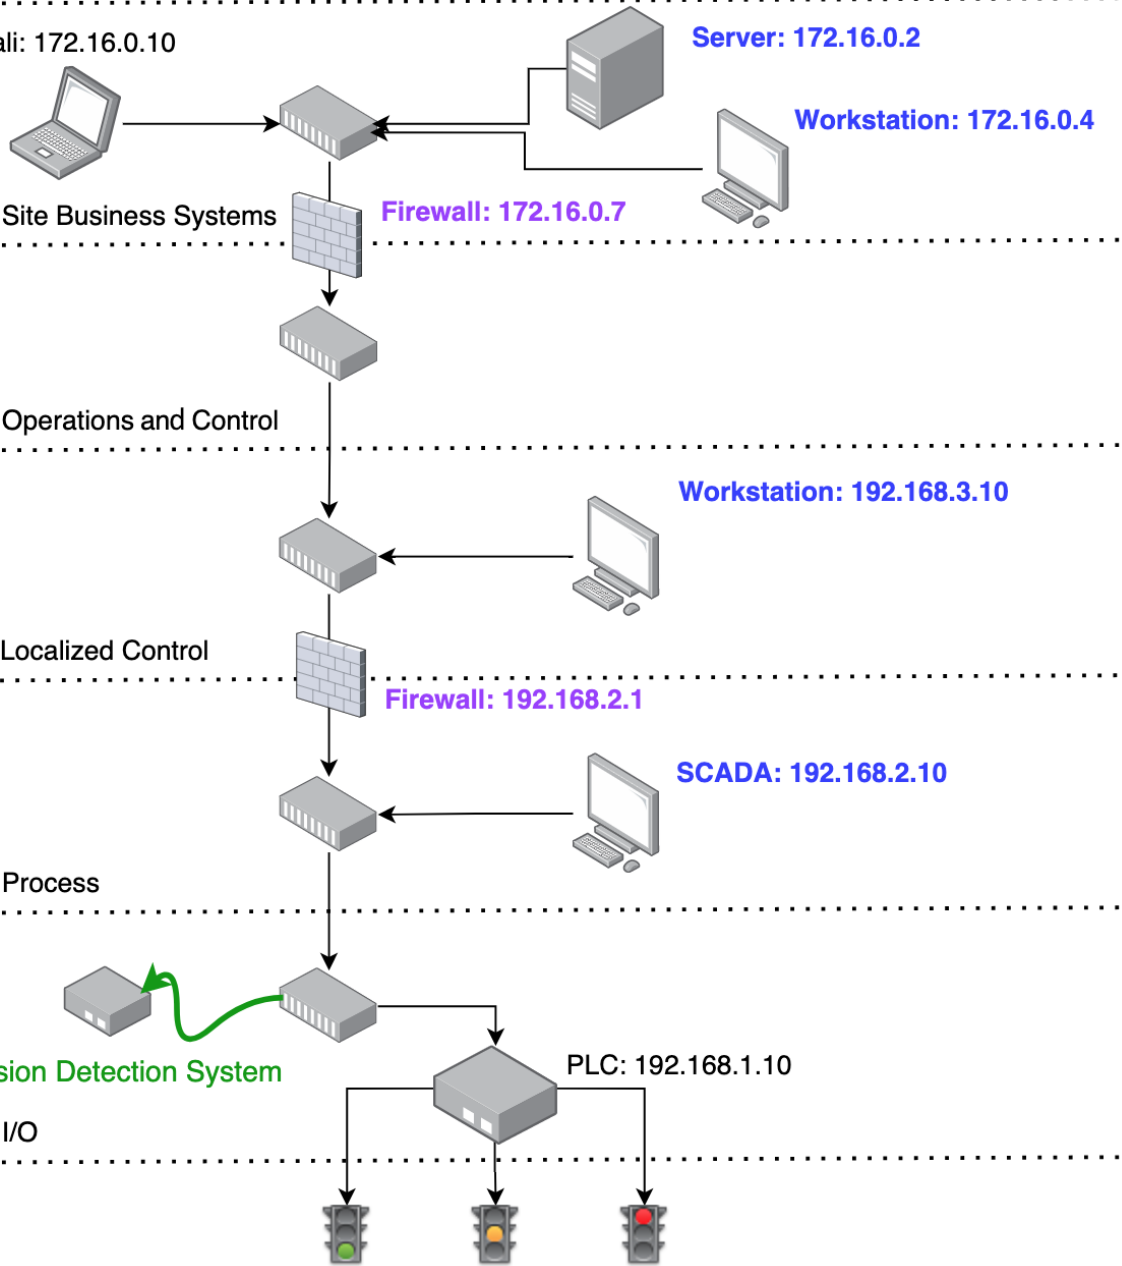 ali: 172.16.0.10
Server: 172.16.0.2
Workstation: 172.16.0.4
Site Business Systems
Firewall: 172.16.0.7
Operations and Control
Workstation: 192.168.3.10
Localized Control
Firewall: 192.168.2.1
SCADA: 192.168.2.10
Process
sion Detection System
PLC: 192.168.1.10
I/O